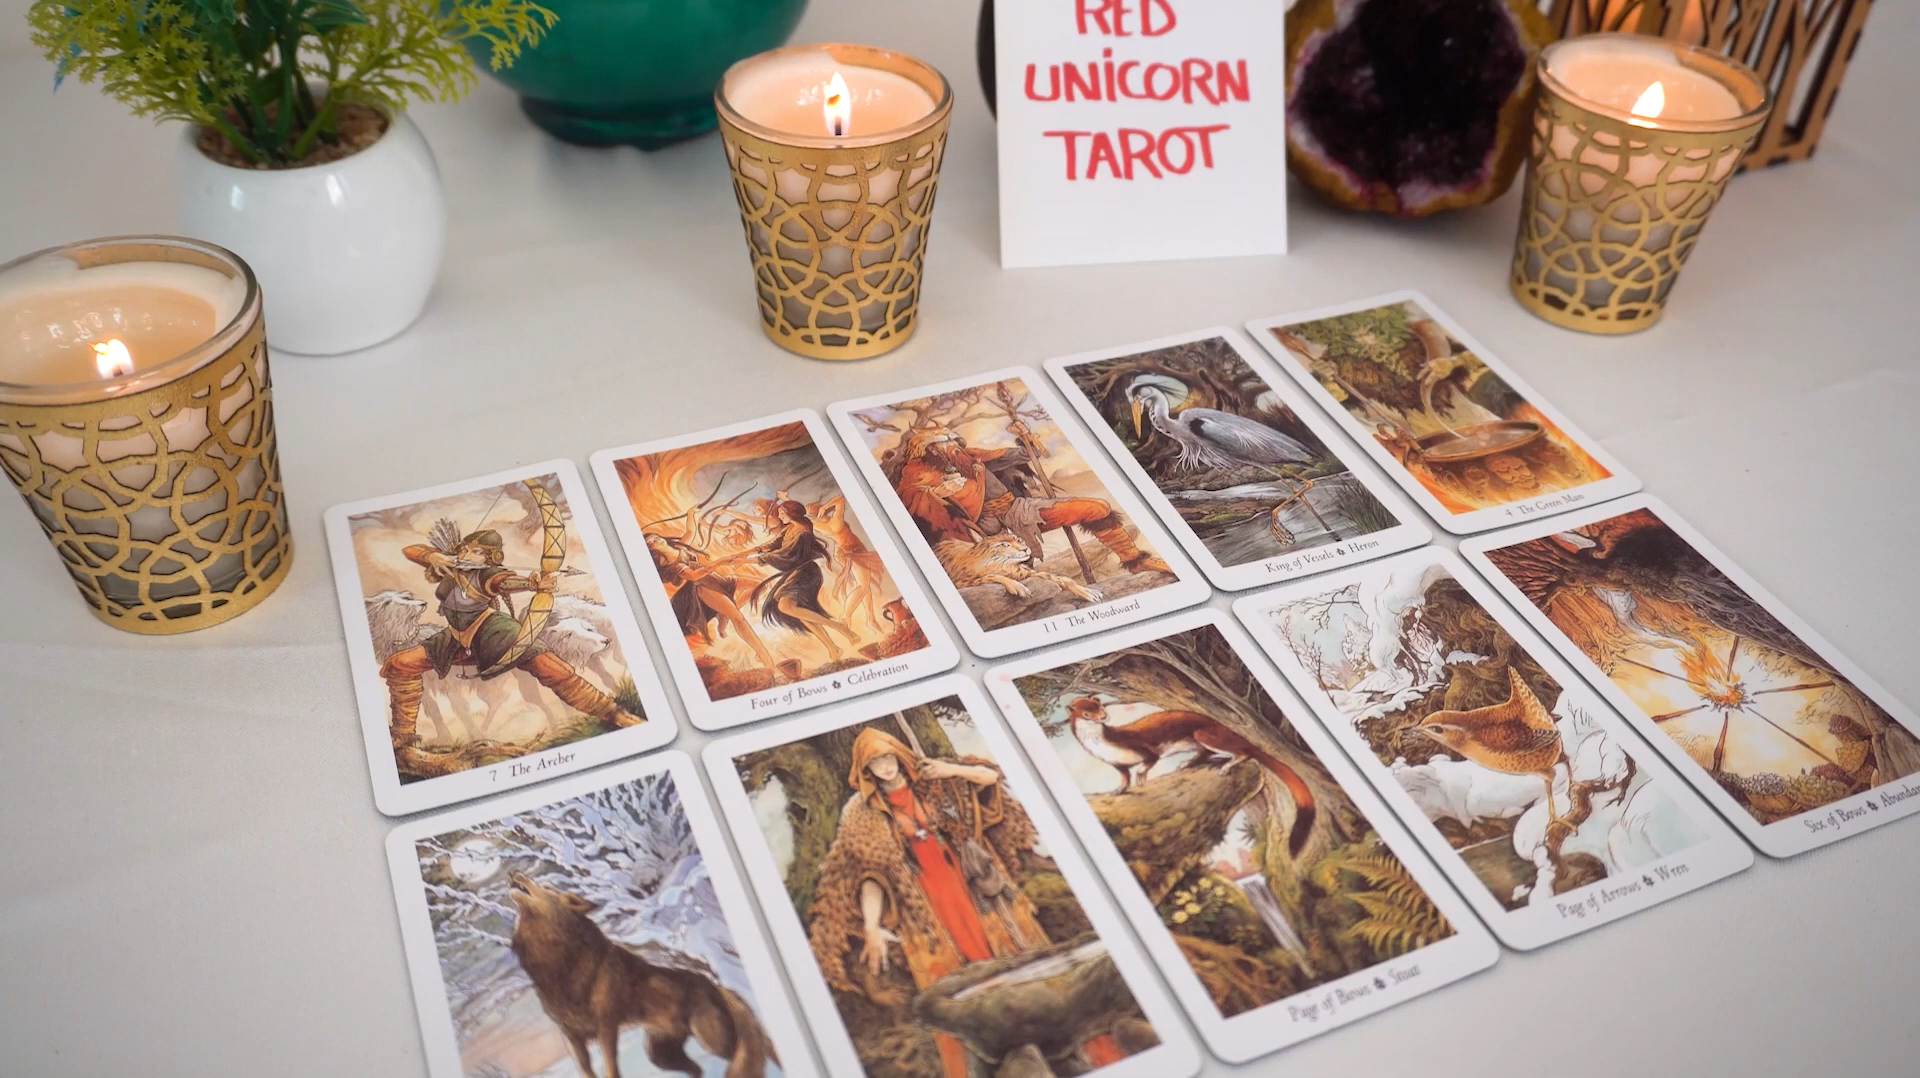 RED
UNICORN
TAROT
4 The Green Man
King of Vessels Heron
11 The Woodward
Four of Bows Celebration
7 The Archer
Six of Bows
Page of Arrows Wren
Page of Bows Stoat